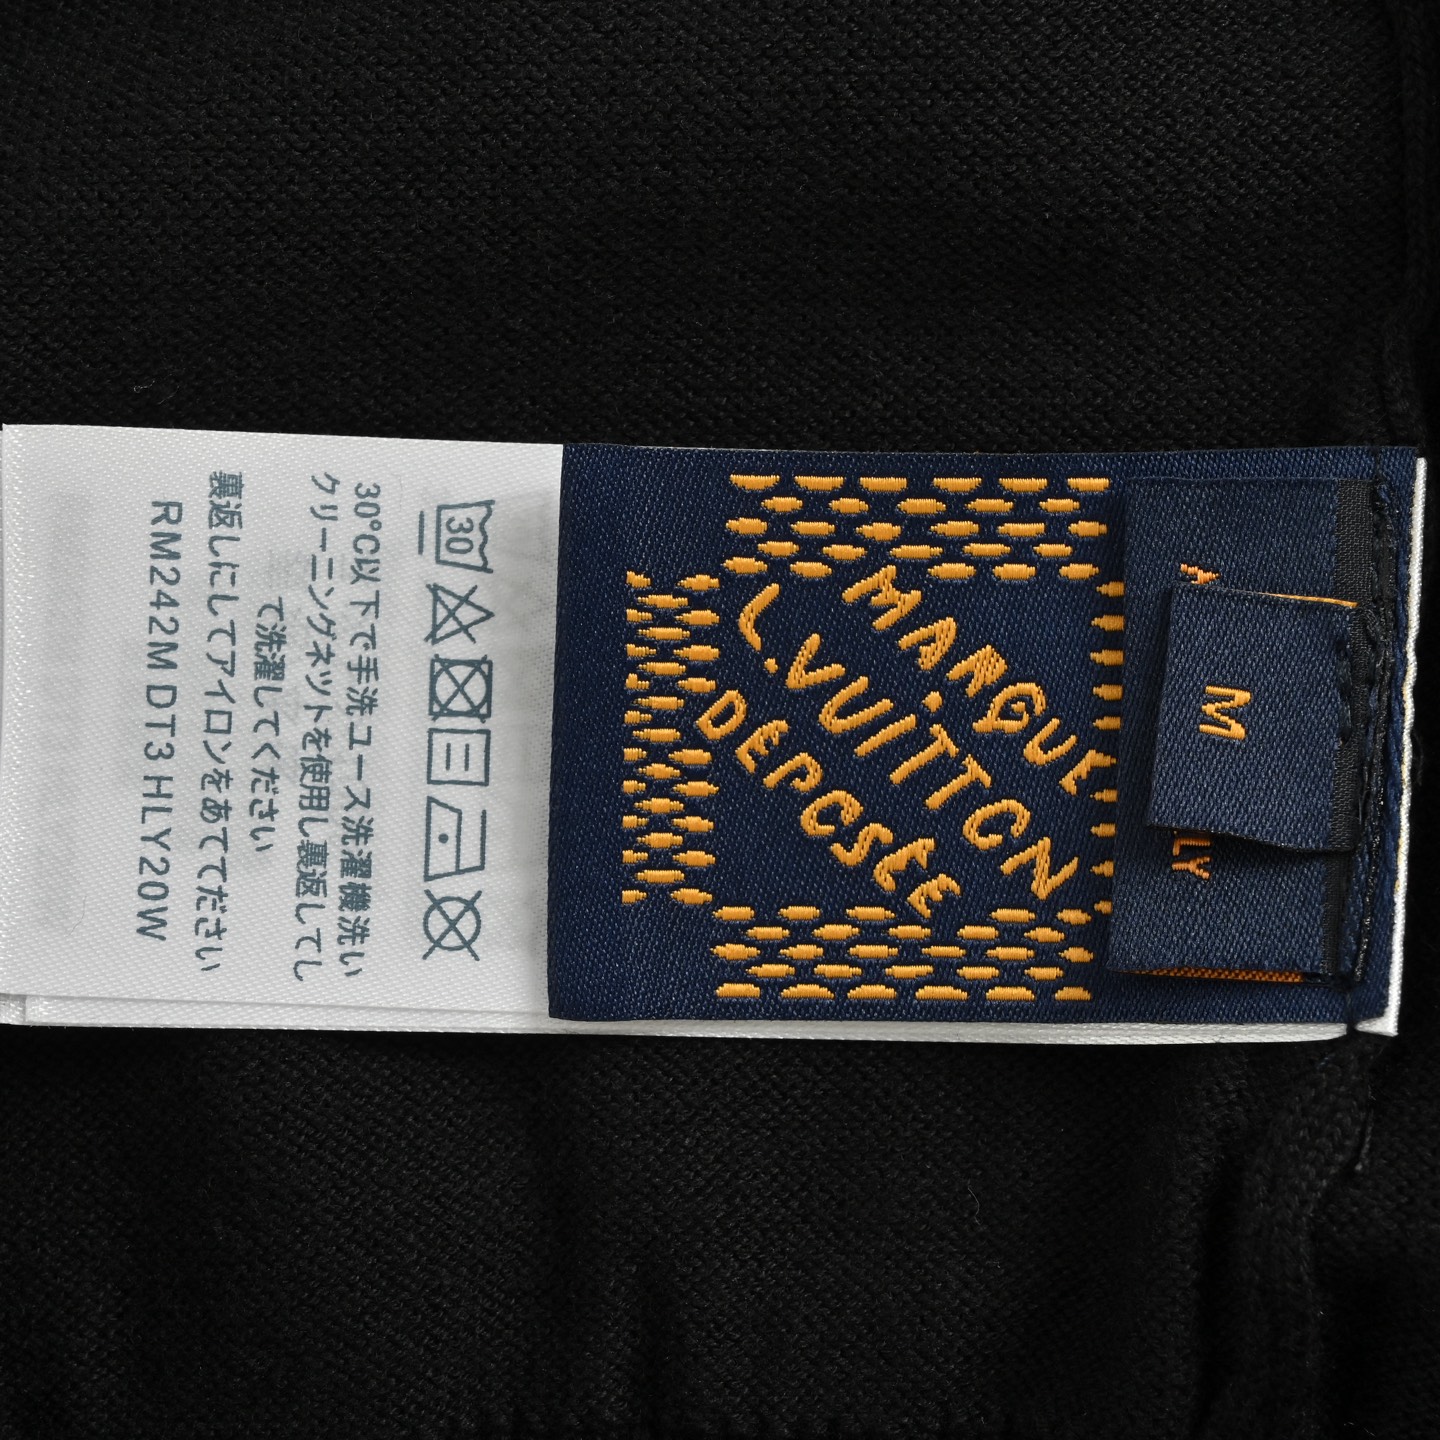 M
LY
MARQUE
L.VUITTON
DÉPOSÉE
30
30°C以下で手洗コース洗濯機洗い
クリーニングネットを使用し裏返してし
て洗濯してください
裏返しにしてアイロンをあててください
RM242M DT3 HLY20W